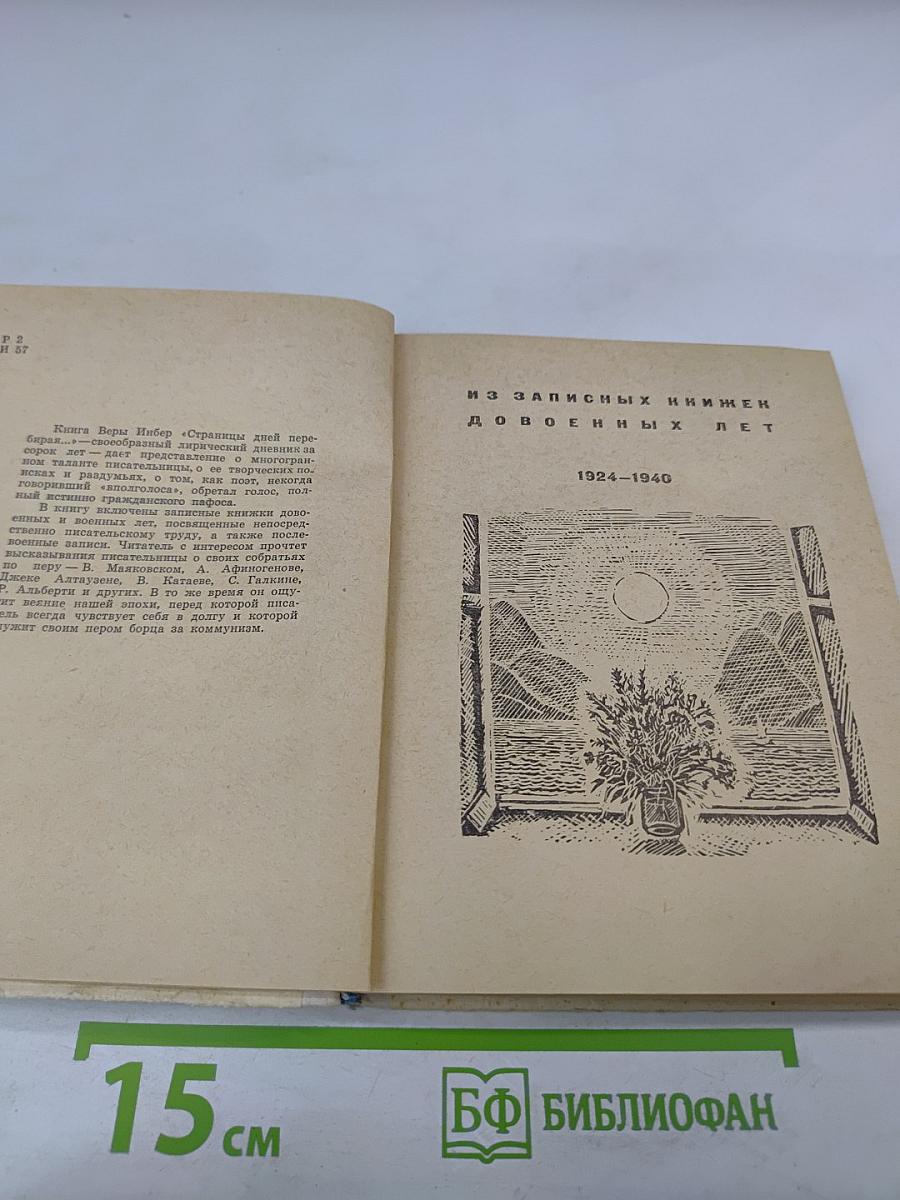 Р 2
И 57
Книга Веры Инбер «Страницы дней пере-
бирая...» — своеобразный лирический дневник за
сорок лет — дает представление о многогран-
ном таланте писательницы, о ее творческих по-
исках и раздумьях, о том, как поэт, некогда
говоривший «вполголоса», обретал голос, пол-
ный истинно гражданского пафоса.
В книгу включены записные книжки дово-
енных и военных лет, посвященные непосред-
ственно писательскому труду, а также после-
военные записи. Читатель с интересом прочтет
высказывания писательницы о своих собратьях
по перу — В. Маяковском, А. Афиногенове,
Джеке Алтаузене, В. Катаеве, С. Галкине,
Р. Альберти и других. В то же время он ощу-
тит веяние нашей эпохи, перед которой писа-
ель всегда чувствует себя в долгу и которой
лужит своим пером борца за коммунизм.
ИЗ ЗАПИСНЫХ КНИЖЕК
ДОВОЕННЫХ ЛЕТ
1924—1940
15 см
БФ БИБЛИОФАН